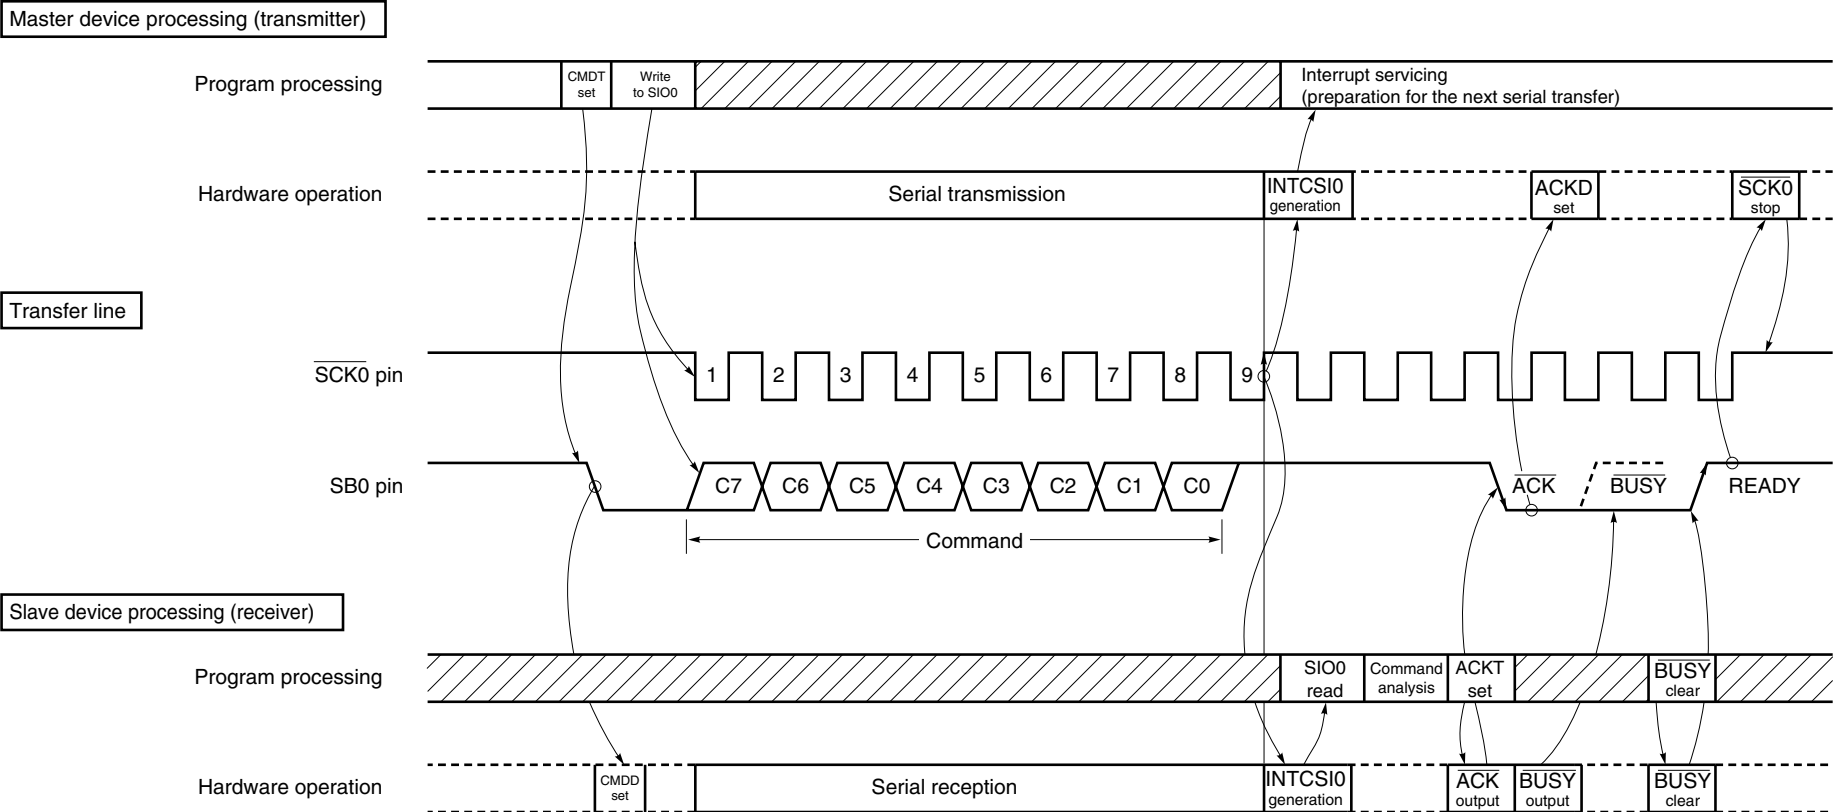 Master device processing (transmitter)
Program processing
CMDT
set
Write
to SIO0
Interrupt servicing
(preparation for the next serial transfer)
Hardware operation
Serial transmission
INTCSI0
generation
ACKD
set
SCK0
stop
Transfer line
SCK0 pin
1 2 3 4 5 6 7 8 9
SB0 pin
C7 C6 C5 C4 C3 C2 C1 C0
ACK
BUSY
READY
Command
Slave device processing (receiver)
Program processing
SIO0
read
Command
analysis
ACKT
set
BUSY
clear
Hardware operation
CMDD
set
Serial reception
INTCSI0
generation
ACK
output
BUSY
output
BUSY
clear